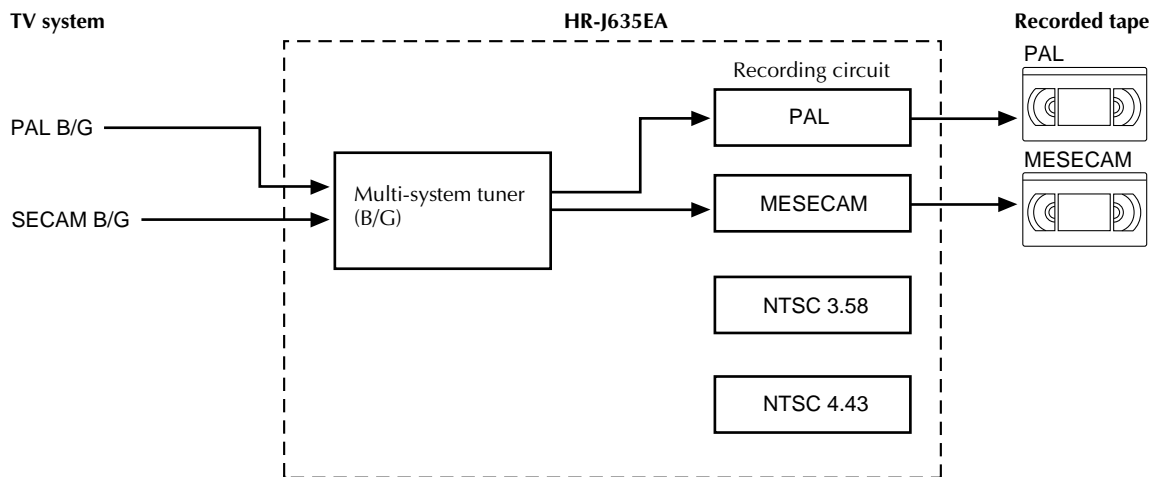 TV system
HR-J635EA
Recorded tape
PAL
Recording circuit
PAL
PAL B/G
MESECAM
Multi-system tuner
(B/G)
MESECAM
SECAM B/G
NTSC 3.58
NTSC 4.43